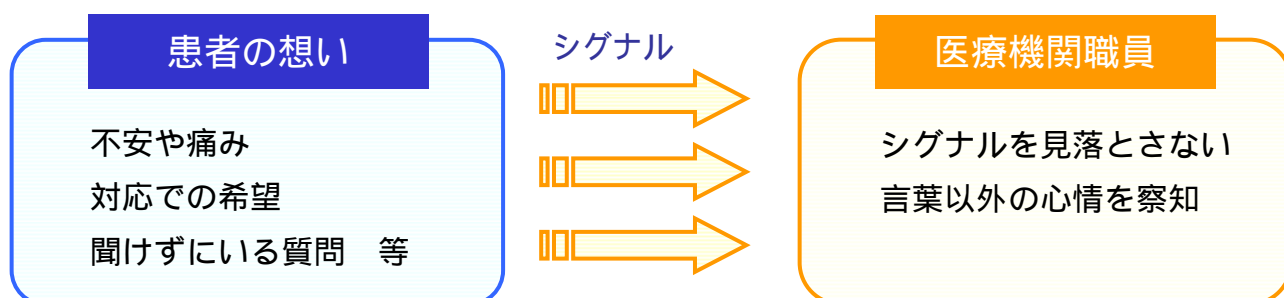 患者の想い
シグナル
医療機関職員
不安や痛み
対応での希望
聞けずにいる質問　等
シグナルを見落とさない
言葉以外の心情を察知